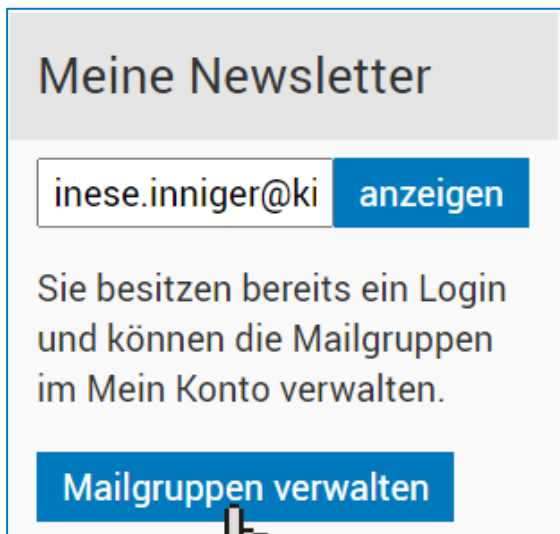 Meine Newsletter
inese.inniger@ki anzeigen
Sie besitzen bereits ein Login
und können die Mailgruppen
im Mein Konto verwalten.
Mailgruppen verwalten